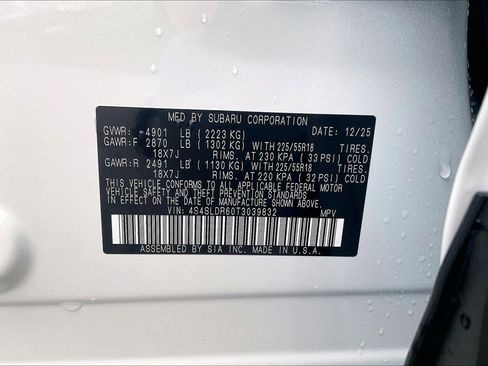 MFD BY SUBARU CORPORATION
GVWR: 4901 LB ( 2223 KG) DATE: 12/25
GAWR:F 2870 LB ( 1302 KG) WITH 225/55R18 TIRES.
18X7J RIMS. AT 230 KPA ( 33 PSI) COLD
GAWR:R 2491 LB ( 1130 KG) WITH 225/55R18 TIRES.
18X7J RIMS. AT 220 KPA ( 32 PSI) COLD
THIS VEHICLE CONFORMS TO ALL APPLICABLE FEDERAL MOTOR
VEHICLE SAFETY AND THEFT PREVENTION STANDARDS
IN EFFECT ON THE DATE OF MANUFACTURE SHOWN ABOVE.
VIN: 4S4SLDR60T3039832 MPV
ASSEMBLED BY SIA INC. MADE IN U.S.A.